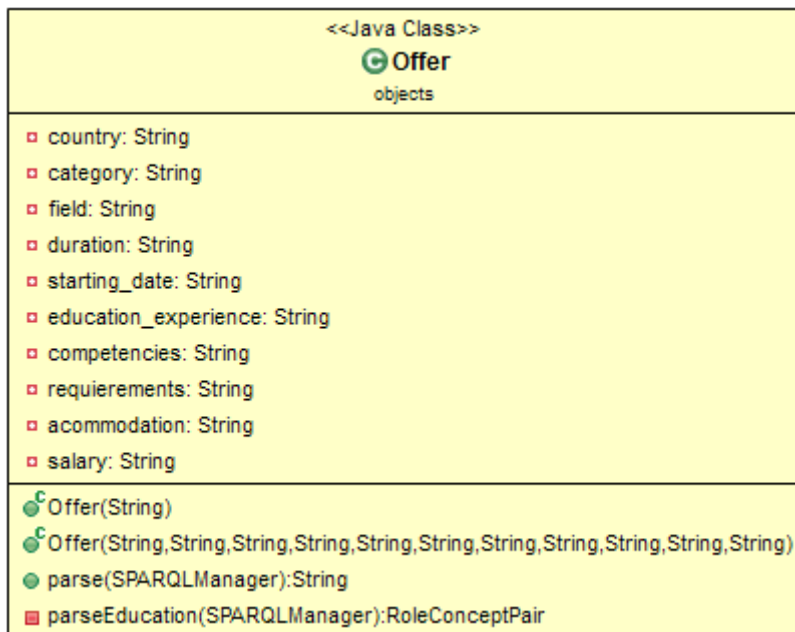 <<Java Class>>
C Offer
objects
country: String
category: String
field: String
duration: String
starting_date: String
education_experience: String
competencies: String
requierements: String
acommodation: String
salary: String
C Offer(String)
C Offer(String,String,String,String,String,String,String,String,String,String,String)
parse(SPARQLManager):String
parseEducation(SPARQLManager):RoleConceptPair